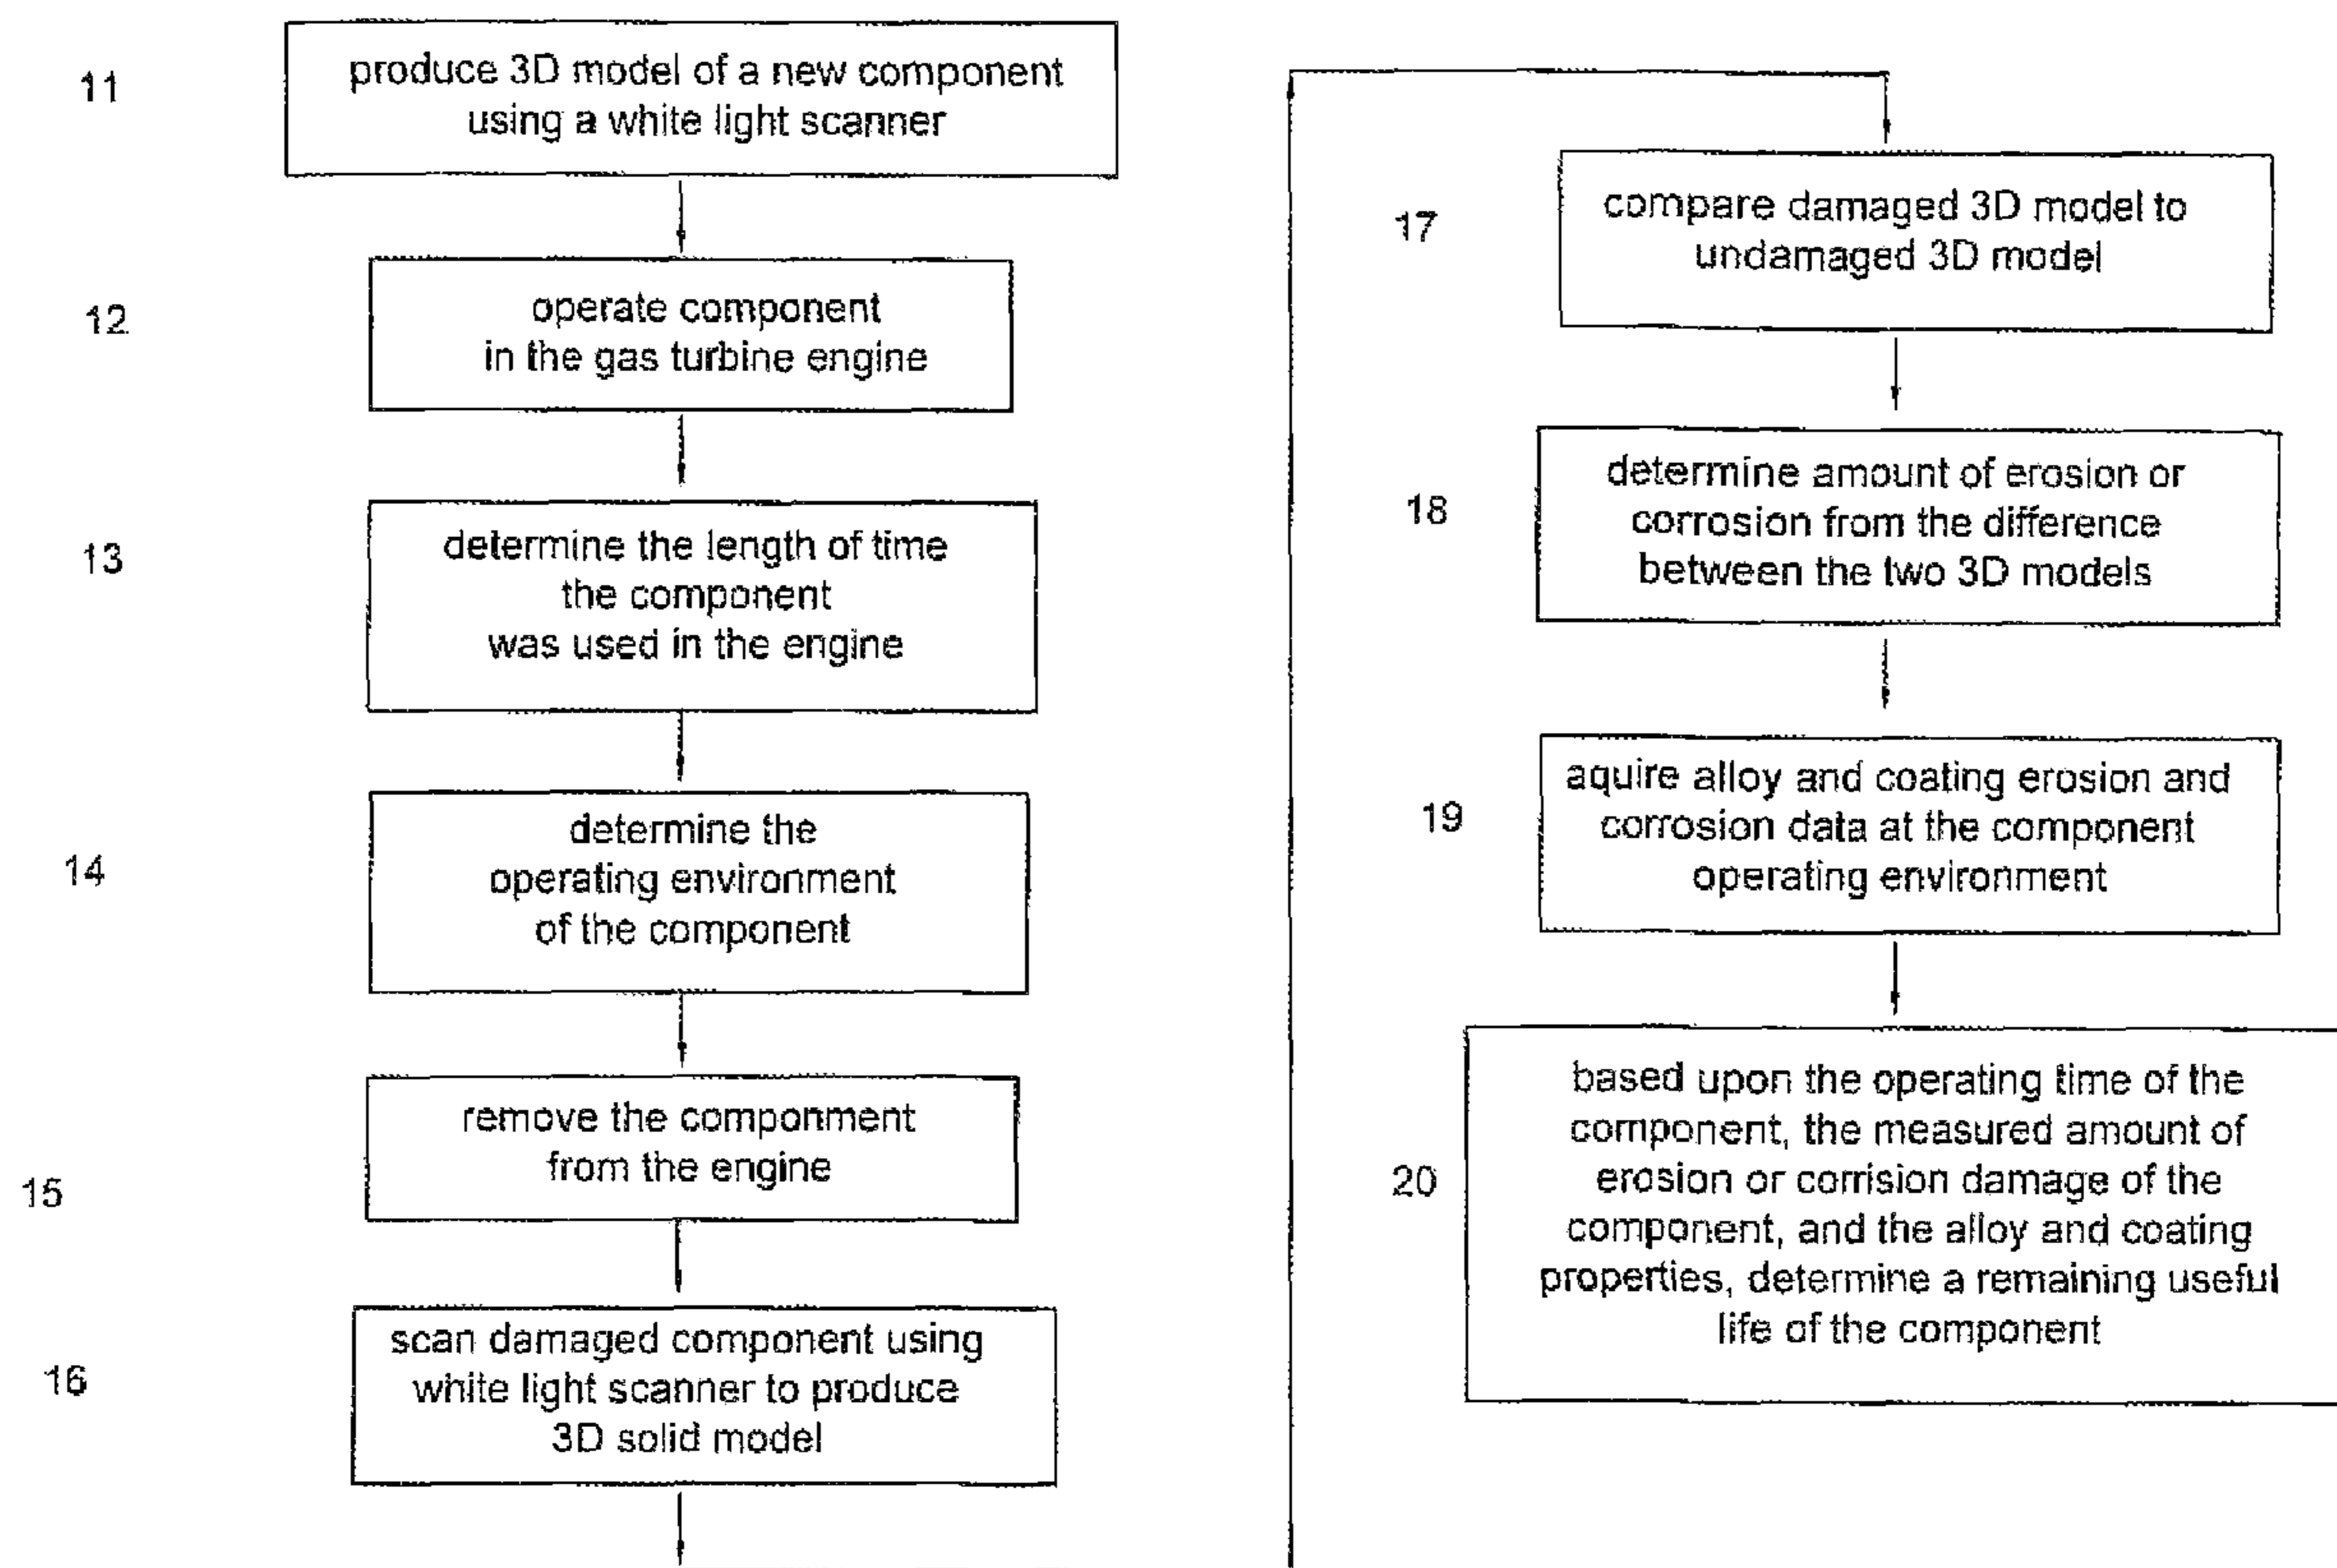 11
produce 3D model of a new component
using a white light scanner
12
operate component
in the gas turbine engine
13
determine the length of time
the component
was used in the engine
14
determine the
operating environment
of the component
15
remove the componment
from the engine
16
scan damaged component using
white light scanner to produce
3D solid model
17
compare damaged 3D model to
undamaged 3D model
18
determine amount of erosion or
corrosion from the difference
between the two 3D models
19
aquire alloy and coating erosion and
corrosion data at the component
operating environment
20
based upon the operating time of the
component, the measured amount of
erosion or corrision damage of the
component, and the alloy and coating
properties, determine a remaining useful
life of the component